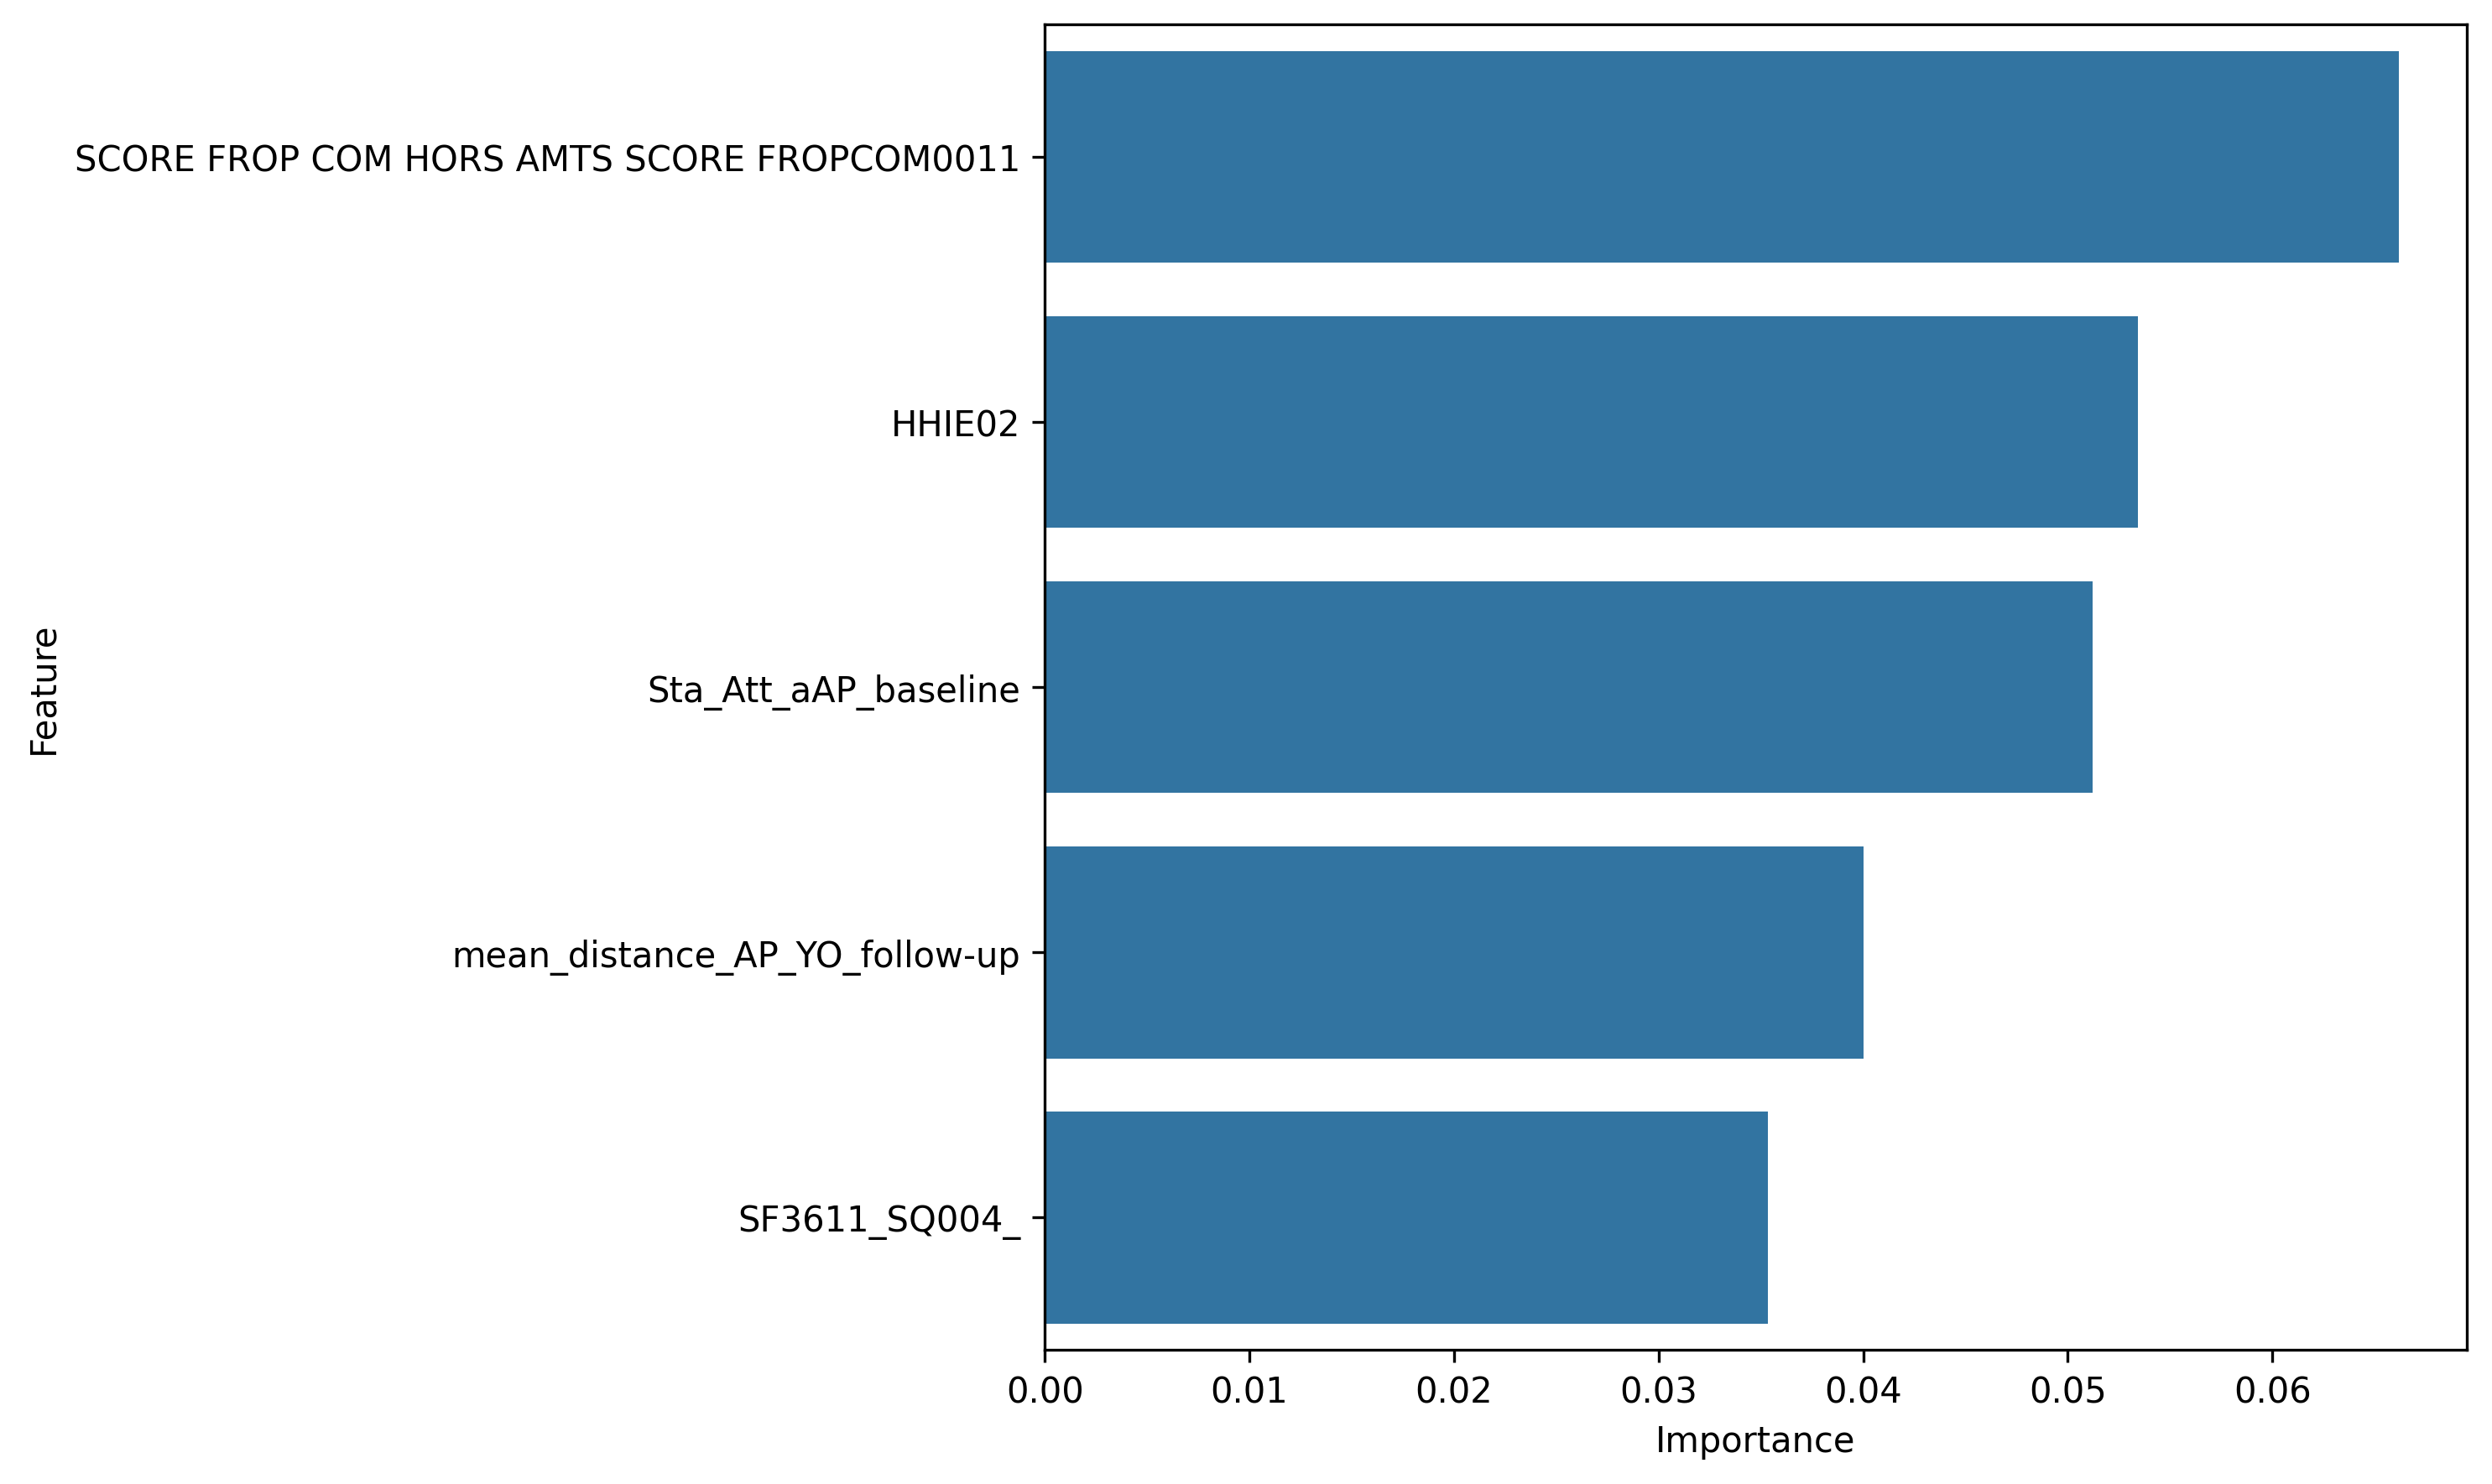 SCORE FROP COM HORS AMTS SCORE FROPCOM0011
HHIE02
Sta_Att_aAP_baseline
mean_distance_AP_YO_follow-up
SF3611_SQ004_
Feature
0.00 0.01 0.02 0.03 0.04 0.05 0.06
Importance